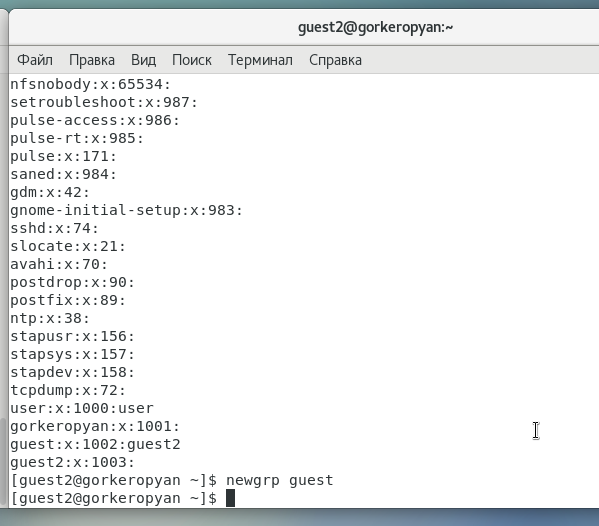 guest2@gorkeropyan:~
Файл Правка Вид Поиск Терминал Справка
nfsnobody:x:65534:
setroubleshoot:x:987:
pulse-access:x:986:
pulse-rt:x:985:
pulse:x:171:
saned:x:984:
gdm:x:42:
gnome-initial-setup:x:983:
sshd:x:74:
slocate:x:21:
avahi:x:70:
postdrop:x:90:
postfix:x:89:
ntp:x:38:
stapusr:x:156:
stapsys:x:157:
stapdev:x:158:
tcpdump:x:72:
user:x:1000:user
gorkeropyan:x:1001:
guest:x:1002:guest2
guest2:x:1003:
[guest2@gorkeropyan ~]$ newgrp guest
[guest2@gorkeropyan ~]$